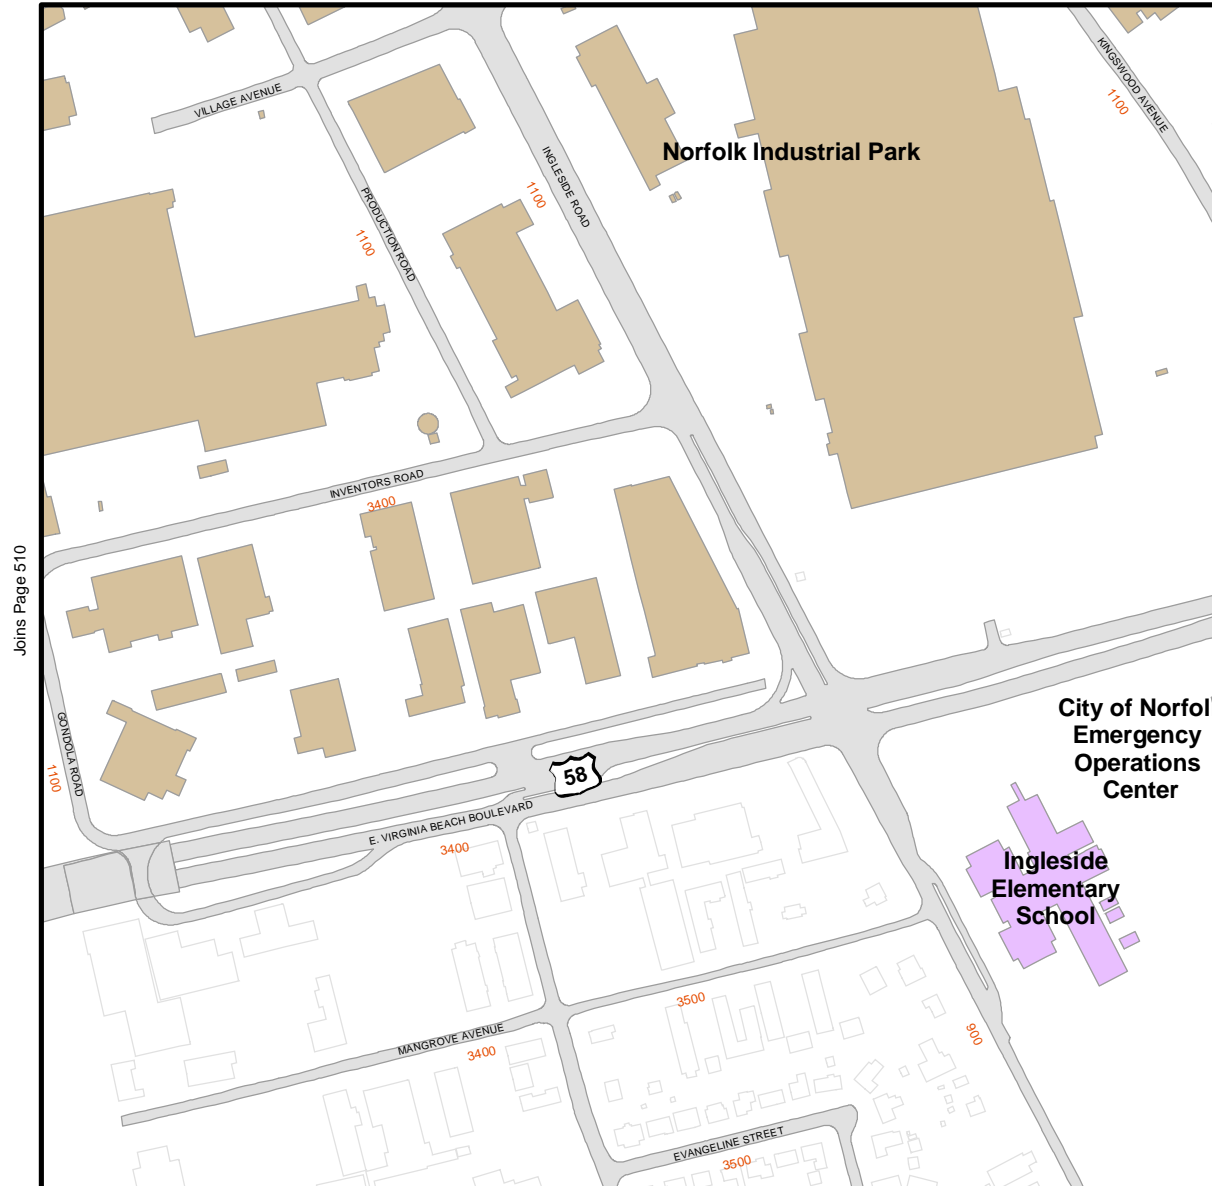 KINGSWOOD AVENUE
1100
VILLAGE AVENUE
Norfolk Industrial Park
INGLESIDE ROAD
1100
PRODUCTION ROAD
1100
INVENTORS ROAD
3400
Joins Page 510
GONDOLA ROAD
1100
58
E. VIRGINIA BEACH BOULEVARD
3400
City of Norfol
Emergency
Operations
Center
Ingleside
Elementary
School
3500
900
MANGROVE AVENUE
3400
EVANGELINE STREET
3500